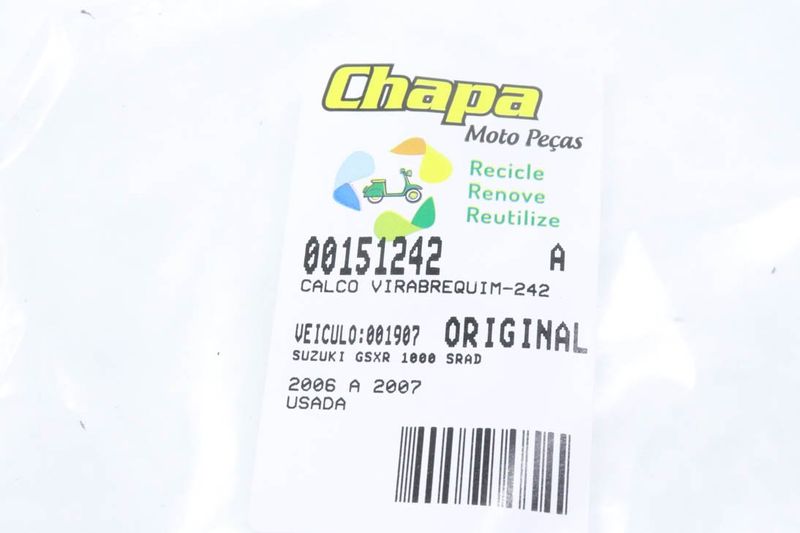 Chapa
Moto Peças
Recicle
Renove
Reutilize
00151242 A
CALCO VIRABREQUIM-242
VEICULO:001907 ORIGINAL
SUZUKI GSXR 1000 SRAD
2006 A 2007
USADA